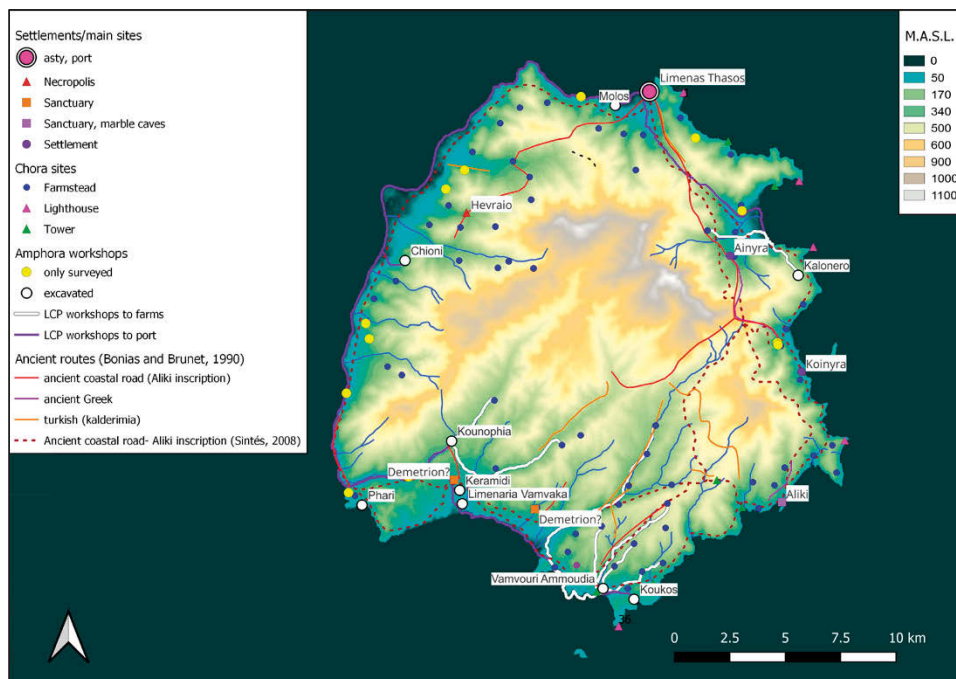 Settlements/main sites
asty, port
Necropolis
Sanctuary
Sanctuary, marble caves
Settlement
Chora sites
Farmstead
Lighthouse
Tower
Amphora workshops
only surveyed
excavated
LCP workshops to farms
LCP workshops to port
Ancient routes (Bonias and Brunet, 1990)
ancient coastal road (Aliki inscription)
ancient Greek
turkish (kalderimia)
Ancient coastal road- Aliki inscription (Sintés, 2008)
M.A.S.L.
0
50
170
340
500
600
900
1000
1100
Limenas Thasos
Molos
Hevraio
Chioni
Ainyra
Kalonero
Koinyra
Kounophia
Demetrion?
Keramidi
Limenaria Vamvaka
Phari
Demetrion?
Aliki
Vamvouri Ammoudia
Koukos
36
0 2.5 5 7.5 10 km